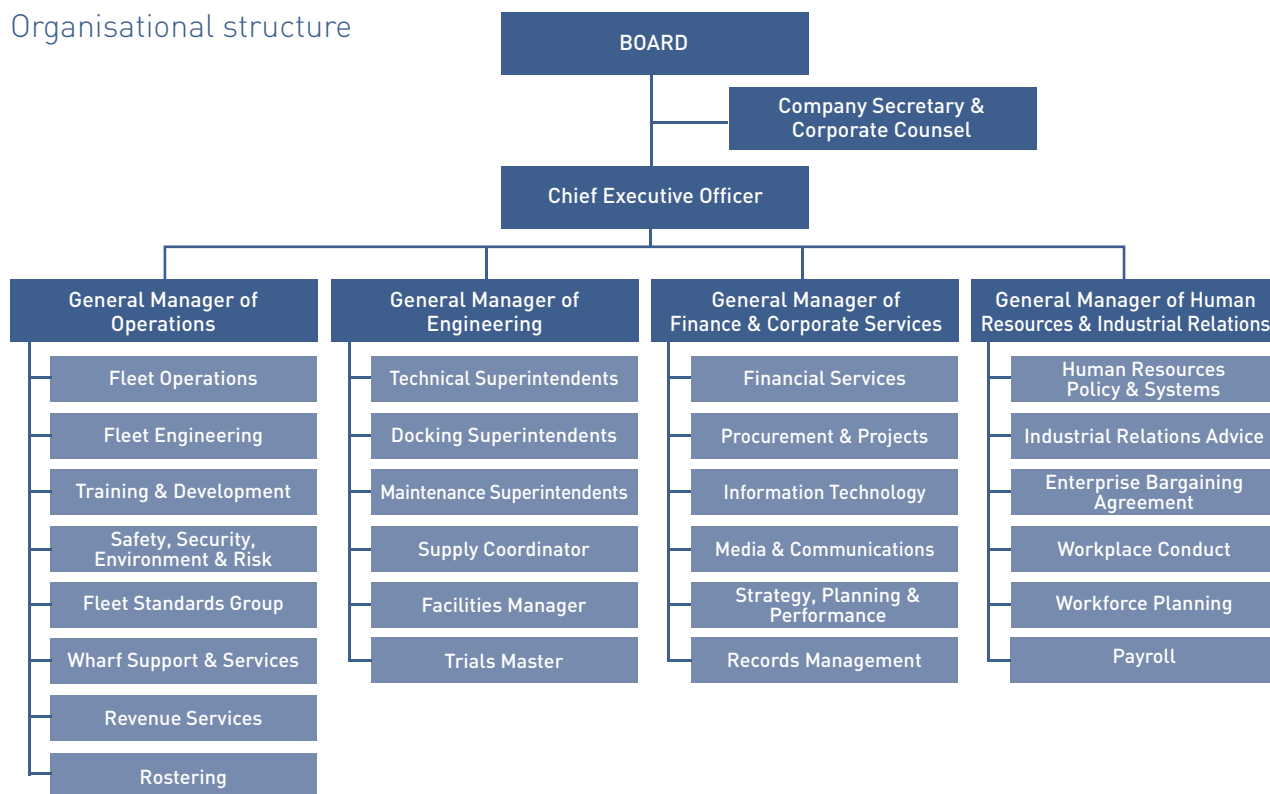 Organisational structure
BOARD
Company Secretary &
Corporate Counsel
Chief Executive Officer
General Manager of
Operations
Fleet Operations
Fleet Engineering
Training & Development
Safety, Security,
Environment & Risk
Fleet Standards Group
Wharf Support & Services
Revenue Services
Rostering
General Manager of
Engineering
Technical Superintendents
Docking Superintendents
Maintenance Superintendents
Supply Coordinator
Facilities Manager
Trials Master
General Manager of
Finance & Corporate Services
Financial Services
Procurement & Projects
Information Technology
Media & Communications
Strategy, Planning &
Performance
Records Management
General Manager of Human
Resources & Industrial Relations
Human Resources
Policy & Systems
Industrial Relations Advice
Enterprise Bargaining
Agreement
Workplace Conduct
Workforce Planning
Payroll